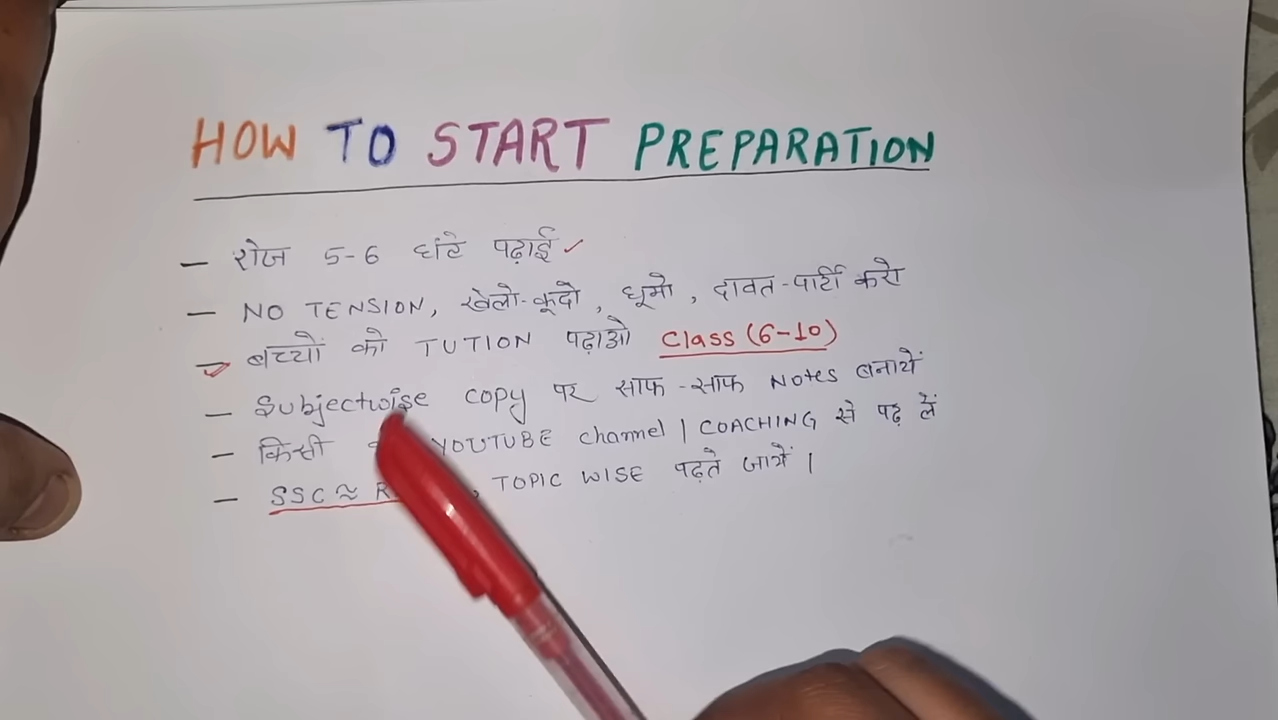 HOW TO START PREPARATION
— रोज 5-6 घंटे पढ़ाई ✓
— NO TENSION, खेलो-कूदो, घूमो, दावत-पार्टी करो
— बच्चों को TUTION पढ़ाओ Class (6-10)
— Subjectwise copy पर साफ-साफ NOTES बनायें
— किसी YOUTUBE channel / COACHING से पढ़ लें
— SSC ≈ , TOPIC WISE पढ़ते जायें ।